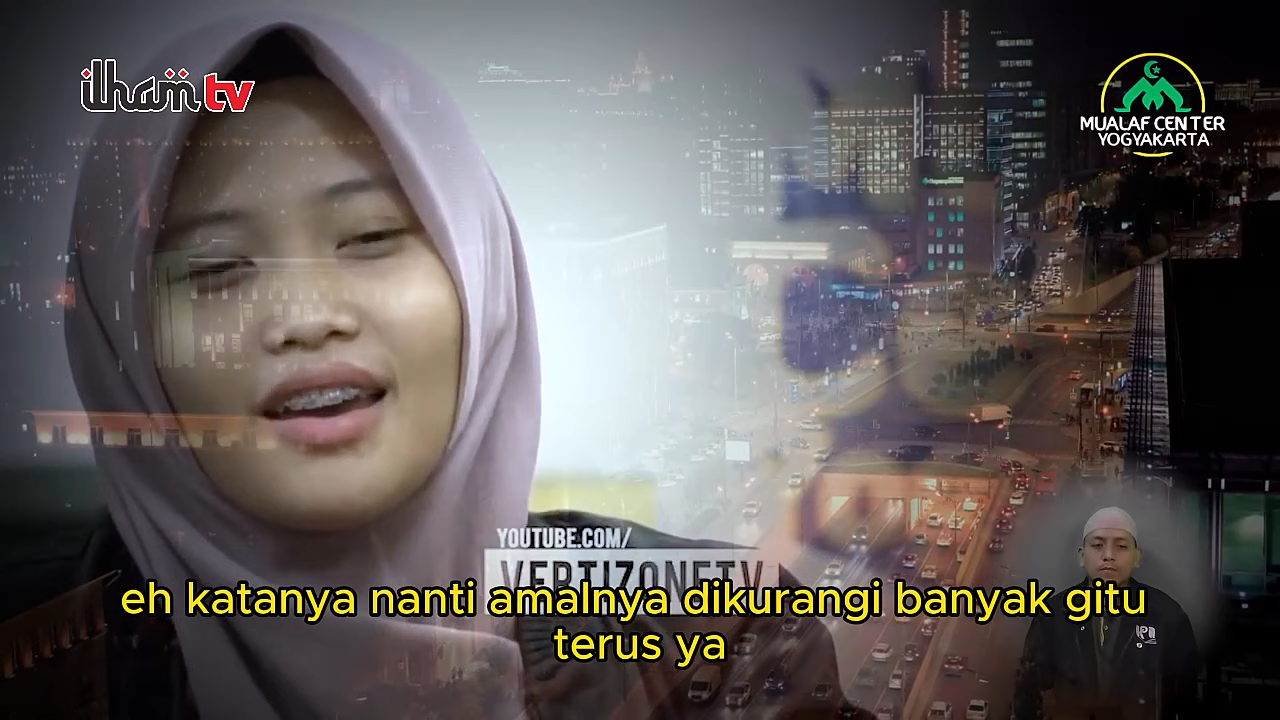 ilham tv
MUALAF CENTER
YOGYAKARTA
YOUTUBE.COM/
VERTIZONETV
eh katanya nanti amalnya dikurangi banyak gitu
terus ya